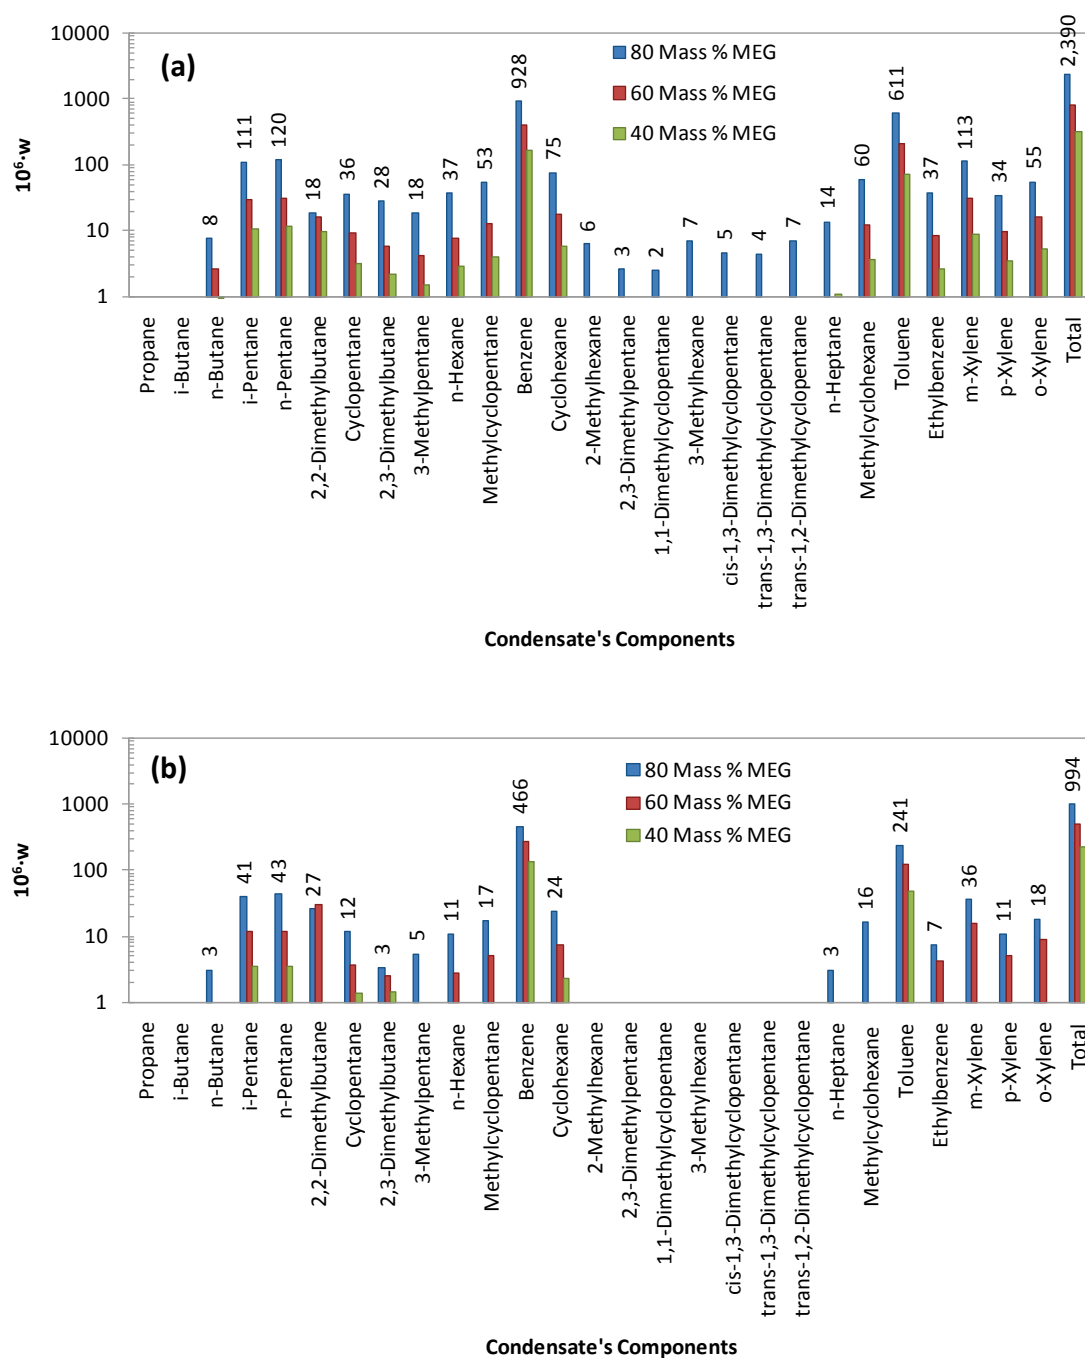 (a)
10000
1000
100
10
1
10⁶·w
80 Mass % MEG
60 Mass % MEG
40 Mass % MEG
8
111
120
18
36
28
18
37
53
928
75
6
3
2
7
5
4
7
14
60
611
37
113
34
55
2,390
Propane
i-Butane
n-Butane
i-Pentane
n-Pentane
2,2-Dimethylbutane
Cyclopentane
2,3-Dimethylbutane
3-Methylpentane
n-Hexane
Methylcyclopentane
Benzene
Cyclohexane
2-Methylhexane
2,3-Dimethylpentane
1,1-Dimethylcyclopentane
3-Methylhexane
cis-1,3-Dimethylcyclopentane
trans-1,3-Dimethylcyclopentane
trans-1,2-Dimethylcyclopentane
n-Heptane
Methylcyclohexane
Toluene
Ethylbenzene
m-Xylene
p-Xylene
o-Xylene
Total
Condensate's Components
(b)
10000
1000
100
10
1
10⁶·w
80 Mass % MEG
60 Mass % MEG
40 Mass % MEG
3
41
43
27
12
3
5
11
17
466
24
3
16
241
7
36
11
18
994
Propane
i-Butane
n-Butane
i-Pentane
n-Pentane
2,2-Dimethylbutane
Cyclopentane
2,3-Dimethylbutane
3-Methylpentane
n-Hexane
Methylcyclopentane
Benzene
Cyclohexane
2-Methylhexane
2,3-Dimethylpentane
1,1-Dimethylcyclopentane
3-Methylhexane
cis-1,3-Dimethylcyclopentane
trans-1,3-Dimethylcyclopentane
trans-1,2-Dimethylcyclopentane
n-Heptane
Methylcyclohexane
Toluene
Ethylbenzene
m-Xylene
p-Xylene
o-Xylene
Total
Condensate's Components